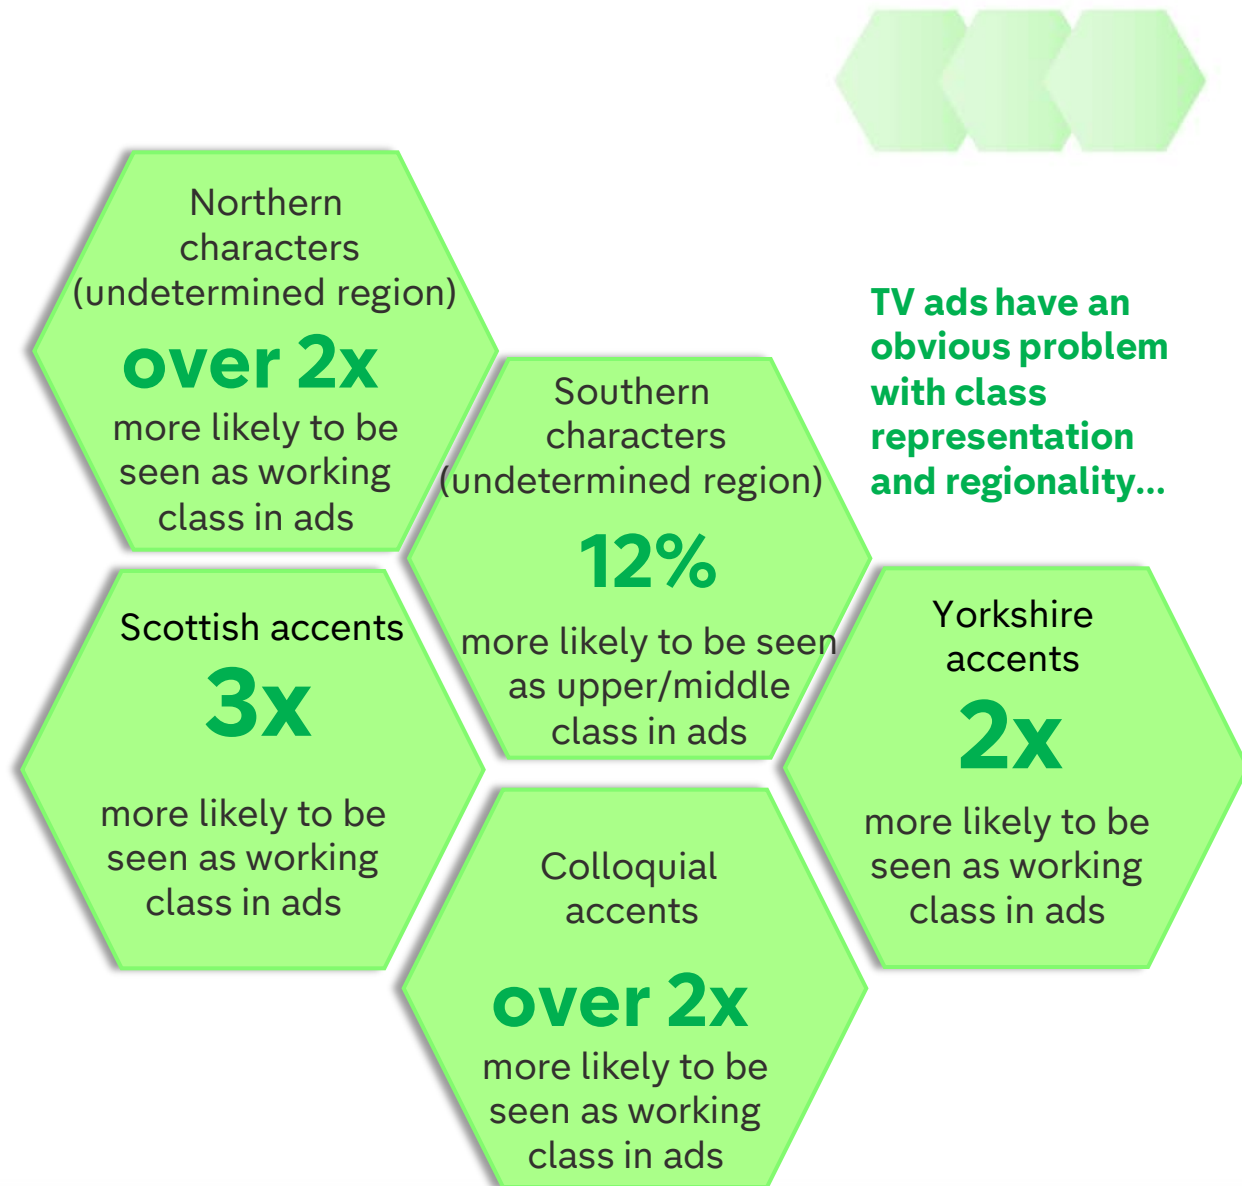 Northern
characters
(undetermined region)
over 2x
more likely to be
seen as working
class in ads
TV ads have an
obvious problem
with class
representation
and regionality...
Southern
characters
(undetermined region)
12%
more likely to be seen
as upper/middle
class in ads
Scottish accents
3x
more likely to be
seen as working
class in ads
Yorkshire
accents
2x
more likely to be
seen as working
class in ads
Colloquial
accents
over 2x
more likely to be
seen as working
class in ads